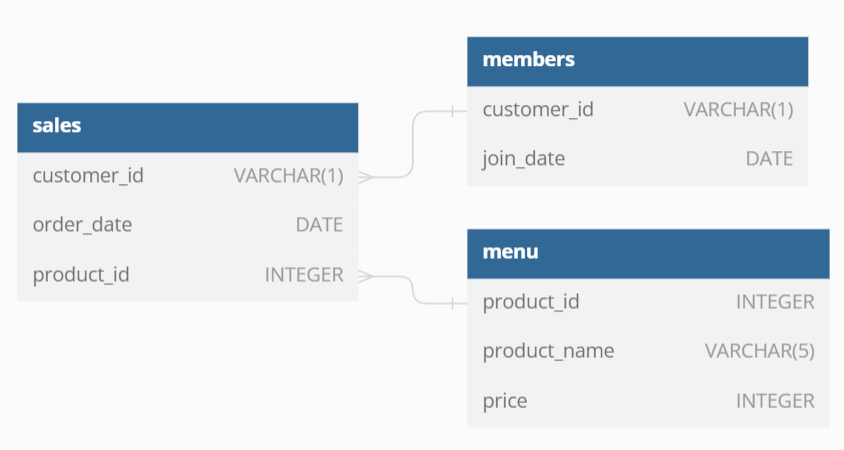 sales
customer_id VARCHAR(1)
order_date DATE
product_id INTEGER
members
customer_id VARCHAR(1)
join_date DATE
menu
product_id INTEGER
product_name VARCHAR(5)
price INTEGER